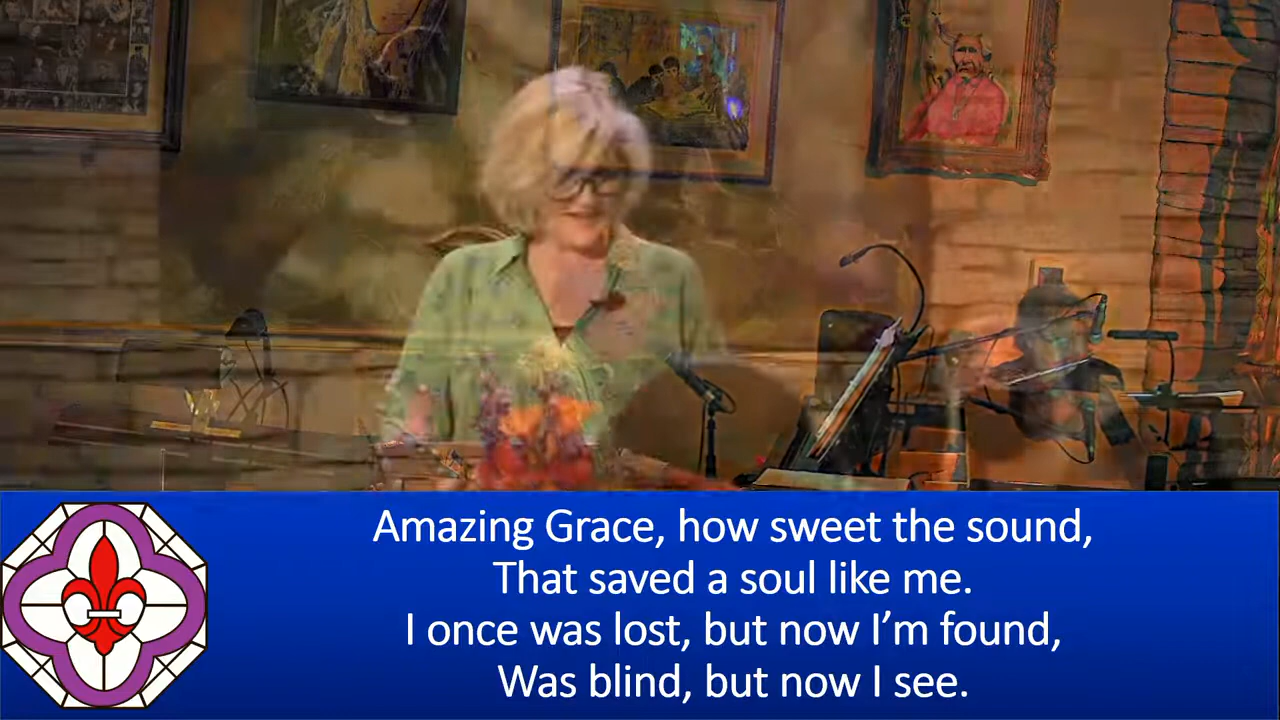 Amazing Grace, how sweet the sound,
That saved a soul like me.
I once was lost, but now I'm found,
Was blind, but now I see.